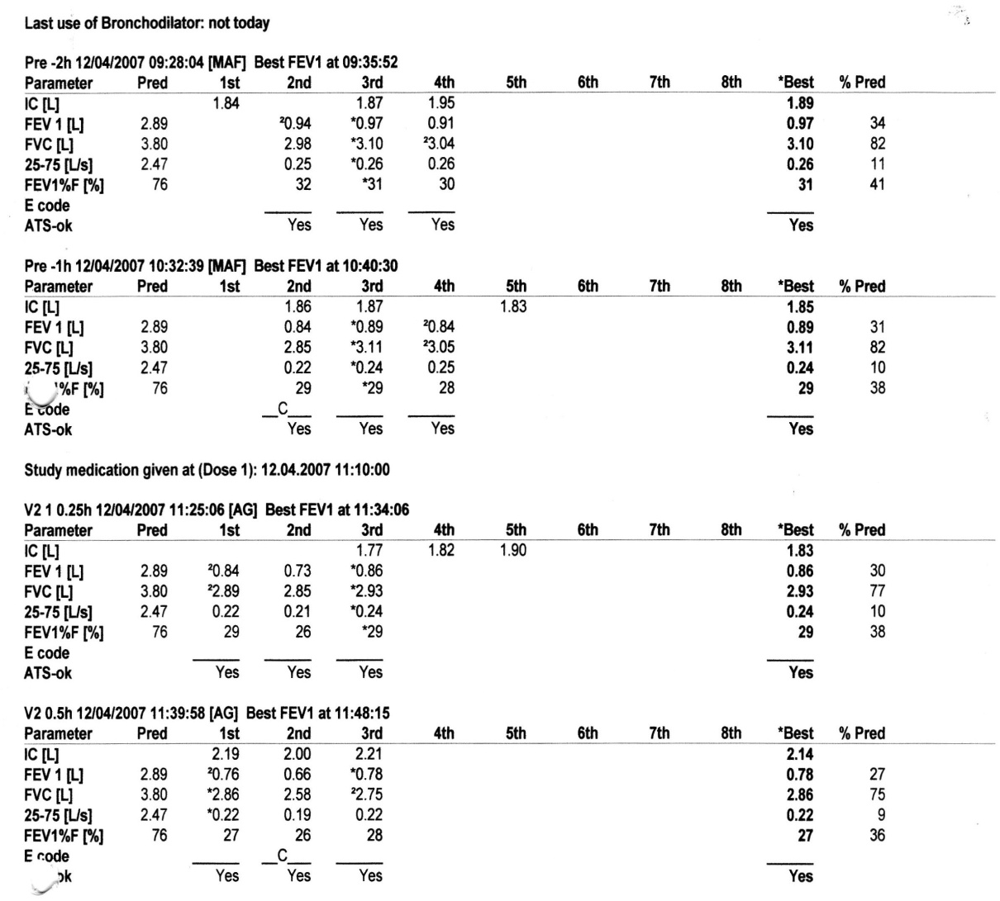 Last use of Bronchodilator: not today
Pre -2h 12/04/2007 09:28:04 [MAF] Best FEV1 at 09:35:52
Parameter Pred 1st 2nd 3rd 4th 5th 6th 7th 8th *Best % Pred
IC [L] 1.84 1.87 1.95 1.89
FEV 1 [L] 2.89 ²0.94 *0.97 0.91 0.97 34
FVC [L] 3.80 2.98 *3.10 ²3.04 3.10 82
25-75 [L/s] 2.47 0.25 *0.26 0.26 0.26 11
FEV1%F [%] 76 32 *31 30 31 41
E code
ATS-ok Yes Yes Yes Yes
Pre -1h 12/04/2007 10:32:39 [MAF] Best FEV1 at 10:40:30
Parameter Pred 1st 2nd 3rd 4th 5th 6th 7th 8th *Best % Pred
IC [L] 1.86 1.87 1.83 1.85
FEV 1 [L] 2.89 0.84 *0.89 ²0.84 0.89 31
FVC [L] 3.80 2.85 *3.11 ²3.05 3.11 82
25-75 [L/s] 2.47 0.22 *0.24 0.25 0.24 10
%F [%] 76 29 *29 28 29 38
E code __C__
ATS-ok Yes Yes Yes Yes
Study medication given at (Dose 1): 12.04.2007 11:10:00
V2 1 0.25h 12/04/2007 11:25:06 [AG] Best FEV1 at 11:34:06
Parameter Pred 1st 2nd 3rd 4th 5th 6th 7th 8th *Best % Pred
IC [L] 1.77 1.82 1.90 1.83
FEV 1 [L] 2.89 ²0.84 0.73 *0.86 0.86 30
FVC [L] 3.80 ²2.89 2.85 *2.93 2.93 77
25-75 [L/s] 2.47 0.22 0.21 *0.24 0.24 10
FEV1%F [%] 76 29 26 *29 29 38
E code
ATS-ok Yes Yes Yes Yes
V2 0.5h 12/04/2007 11:39:58 [AG] Best FEV1 at 11:48:15
Parameter Pred 1st 2nd 3rd 4th 5th 6th 7th 8th *Best % Pred
IC [L] 2.19 2.00 2.21 2.14
FEV 1 [L] 2.89 ²0.76 0.66 *0.78 0.78 27
FVC [L] 3.80 *2.86 2.58 ²2.75 2.86 75
25-75 [L/s] 2.47 *0.22 0.19 0.22 0.22 9
FEV1%F [%] 76 27 26 28 27 36
E code __C__
ok Yes Yes Yes Yes